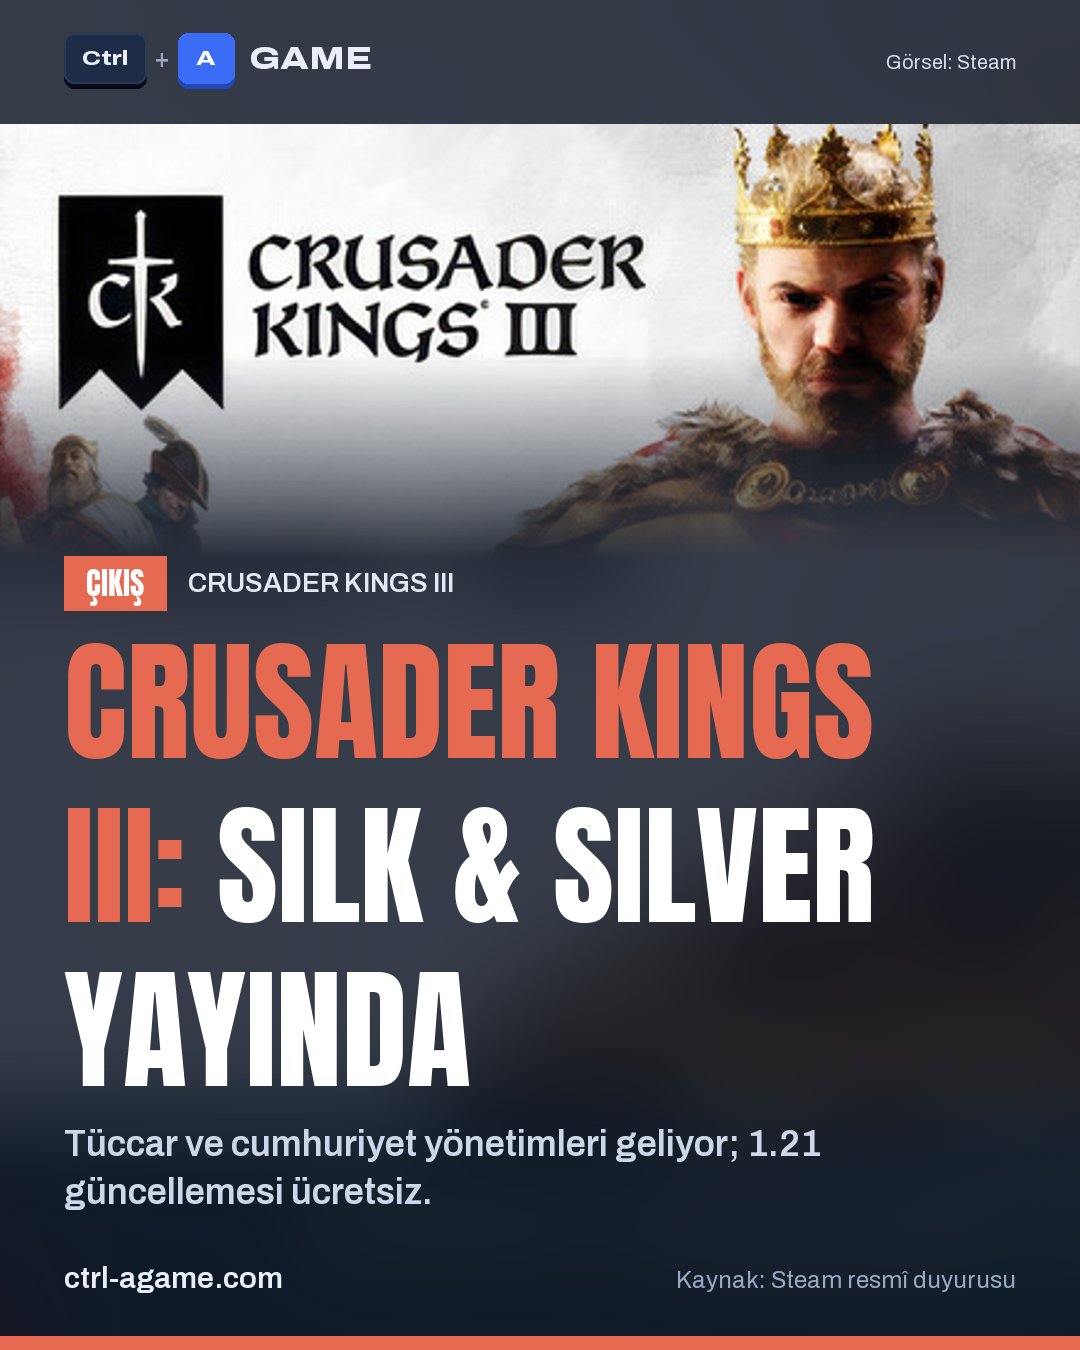 Ctrl + A GAME
Görsel: Steam
CK
CRUSADER
KINGS III
ÇIKIŞ CRUSADER KINGS III
CRUSADER KINGS
III: SILK & SILVER
YAYINDA
Tüccar ve cumhuriyet yönetimleri geliyor; 1.21
güncellemesi ücretsiz.
ctrl-agame.com
Kaynak: Steam resmî duyurusu